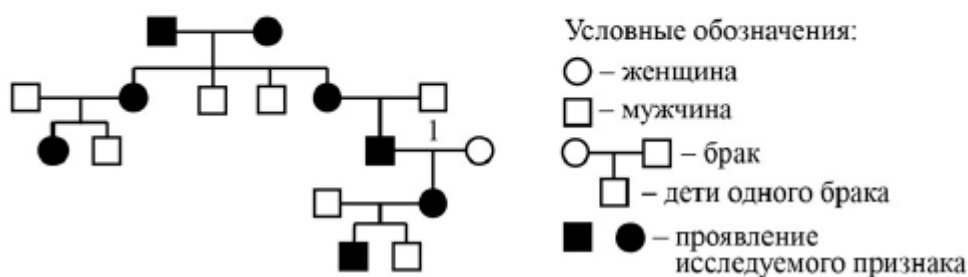 Условные обозначения:
– женщина
– мужчина
– брак
– дети одного брака
– проявление
исследуемого признака
1